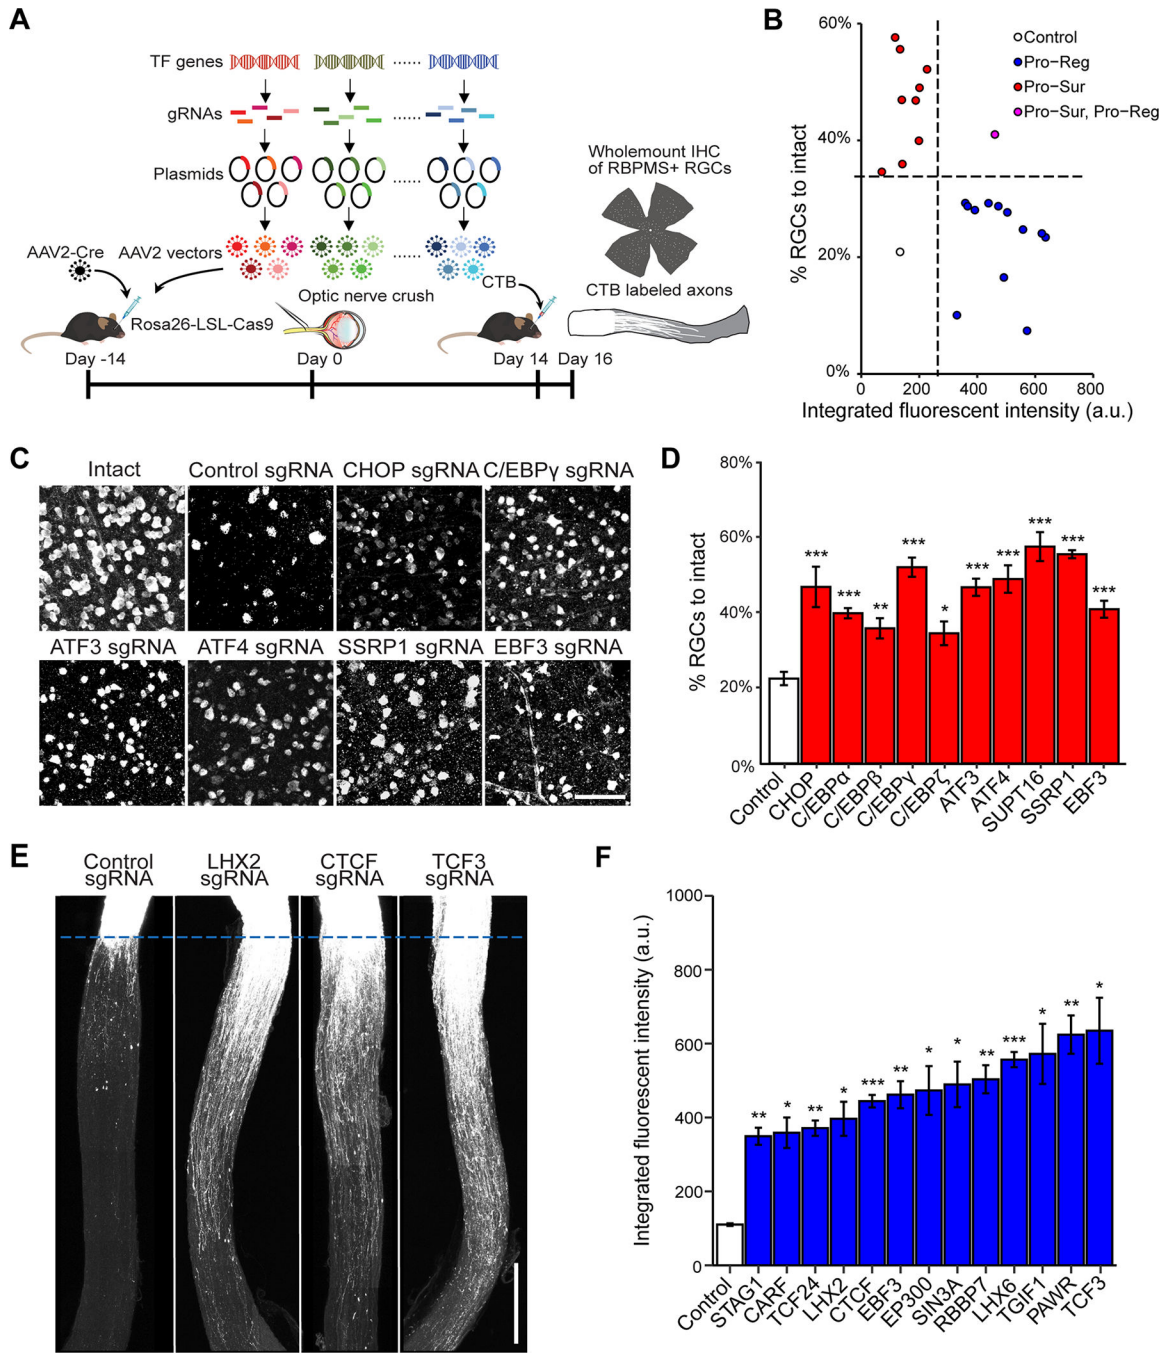 A
TF genes
......
gRNAs
......
Plasmids
......
AAV2-Cre
AAV2 vectors
......
Rosa26-LSL-Cas9
Optic nerve crush
CTB
Wholemount IHC
of RBPMS+ RGCs
CTB labeled axons
Day -14
Day 0
Day 14
Day 16
B
% RGCs to intact
60%
40%
20%
0%
0
200
400
600
800
Integrated fluorescent intensity (a.u.)
Control
Pro-Reg
Pro-Sur
Pro-Sur, Pro-Reg
C
Intact
Control sgRNA
CHOP sgRNA
C/EBPγ sgRNA
ATF3 sgRNA
ATF4 sgRNA
SSRP1 sgRNA
EBF3 sgRNA
D
% RGCs to intact
80%
60%
40%
20%
0%
***
***
**
***
*
***
***
***
***
***
Control
CHOP
C/EBPα
C/EBPβ
C/EBPγ
C/EBPζ
ATF3
ATF4
SUPT16
SSRP1
EBF3
E
Control
sgRNA
LHX2
sgRNA
CTCF
sgRNA
TCF3
sgRNA
F
Integrated fluorescent intensity (a.u.)
1000
800
600
400
200
0
**
*
**
*
***
**
*
*
**
***
*
**
*
Control
STAG1
CARF
TCF24
LHX2
CTCF
EBF3
EP300
SIN3A
RBBP7
LHX6
TGIF1
PAWR
TCF3